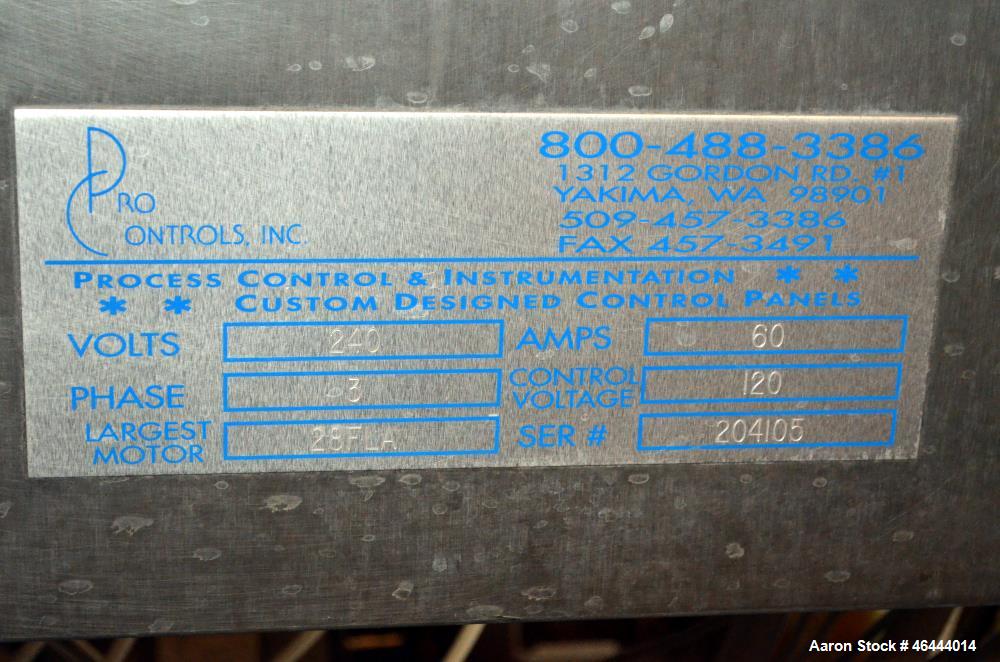 PRO
CONTROLS, INC.
800-488-3386
1312 GORDON RD. #1
YAKIMA, WA 98901
509-457-3386
FAX 457-3491
PROCESS CONTROL & INSTRUMENTATION * *
* * CUSTOM DESIGNED CONTROL PANELS
VOLTS 240 AMPS 60
PHASE 3 CONTROL VOLTAGE 120
LARGEST MOTOR 28FLA SER # 204105
Aaron Stock # 46444014